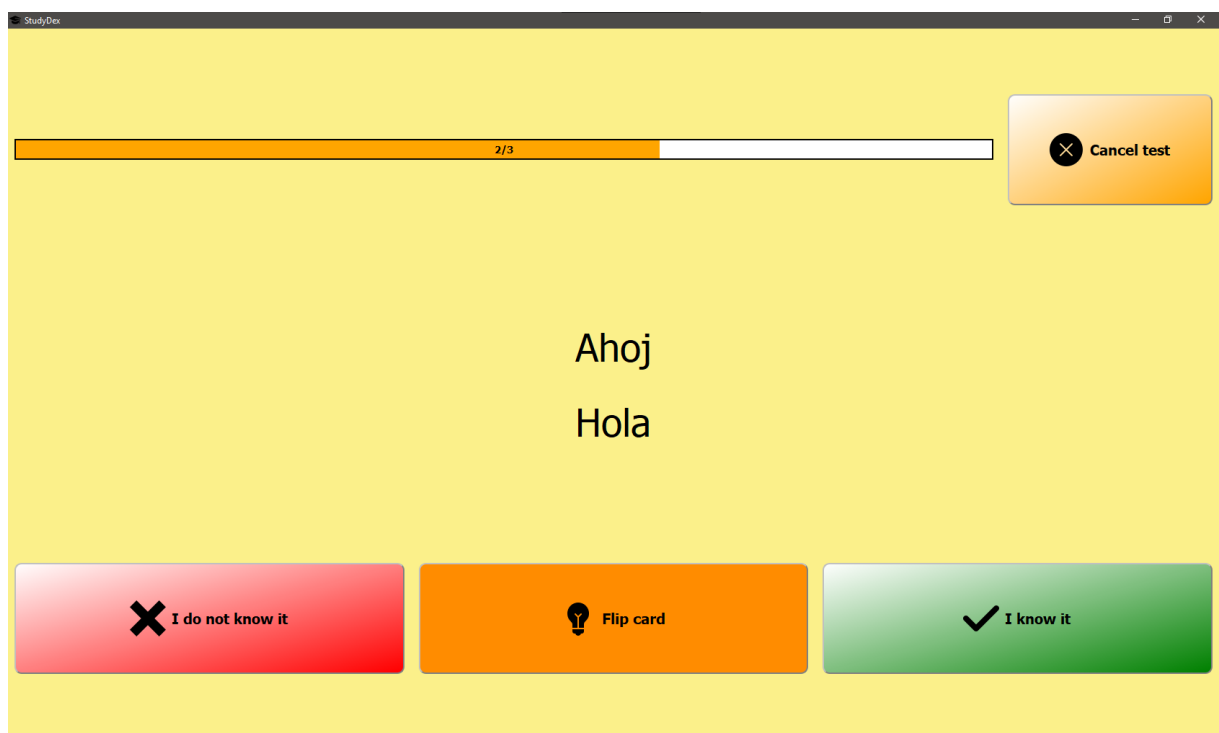 StudyDex
2/3
Cancel test
Ahoj
Hola
I do not know it
Flip card
I know it